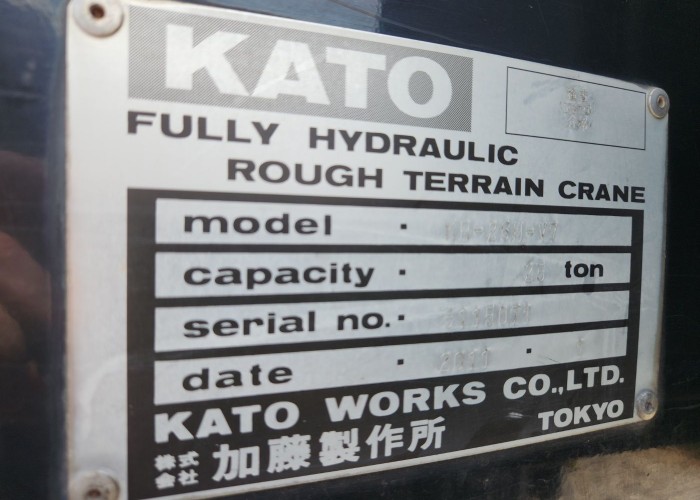 KATO
FULLY HYDRAULIC
ROUGH TERRAIN CRANE
model ·
capacity · ton
serial no. ·
date · ·
KATO WORKS CO.,LTD.
株式会社 加藤製作所 TOKYO